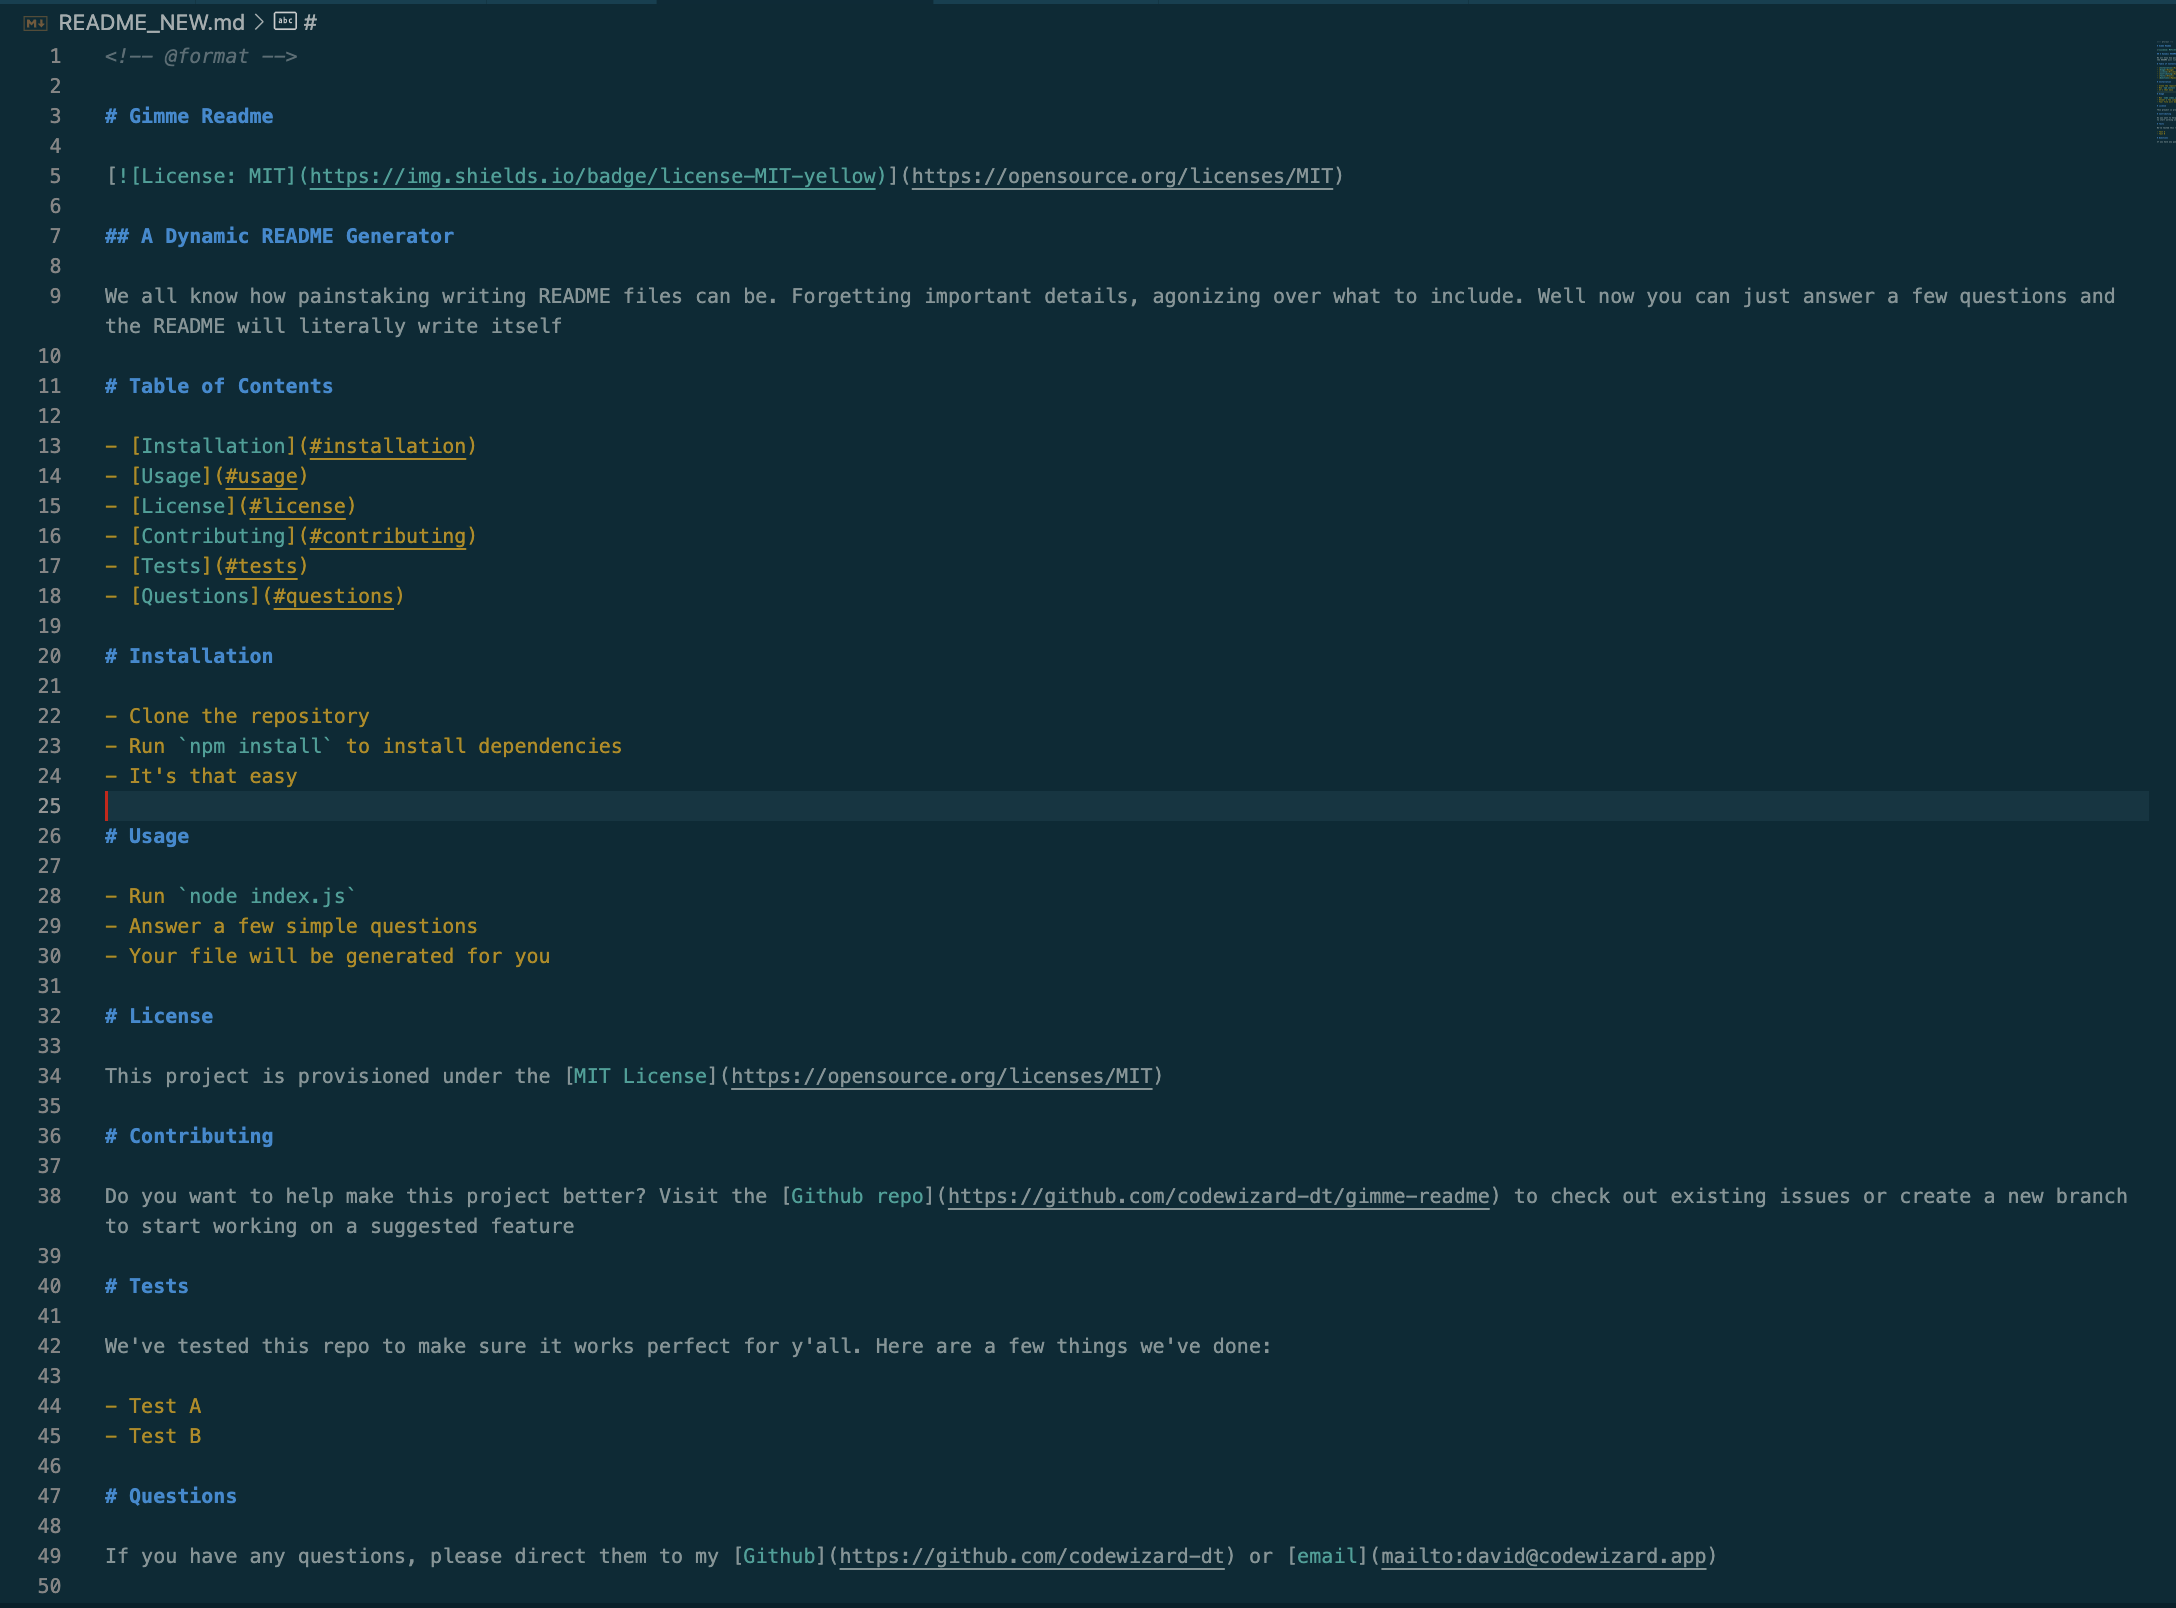 README_NEW.md > abc #
1 <!-- @format -->
2
3 # Gimme Readme
4
5 [![License: MIT](https://img.shields.io/badge/license-MIT-yellow)](https://opensource.org/licenses/MIT)
6
7 ## A Dynamic README Generator
8
9 We all know how painstaking writing README files can be. Forgetting important details, agonizing over what to include. Well now you can just answer a few questions and
the README will literally write itself
10
11 # Table of Contents
12
13 - [Installation](#installation)
14 - [Usage](#usage)
15 - [License](#license)
16 - [Contributing](#contributing)
17 - [Tests](#tests)
18 - [Questions](#questions)
19
20 # Installation
21
22 - Clone the repository
23 - Run `npm install` to install dependencies
24 - It's that easy
25
26 # Usage
27
28 - Run `node index.js`
29 - Answer a few simple questions
30 - Your file will be generated for you
31
32 # License
33
34 This project is provisioned under the [MIT License](https://opensource.org/licenses/MIT)
35
36 # Contributing
37
38 Do you want to help make this project better? Visit the [Github repo](https://github.com/codewizard-dt/gimme-readme) to check out existing issues or create a new branch
to start working on a suggested feature
39
40 # Tests
41
42 We've tested this repo to make sure it works perfect for y'all. Here are a few things we've done:
43
44 - Test A
45 - Test B
46
47 # Questions
48
49 If you have any questions, please direct them to my [Github](https://github.com/codewizard-dt) or [email](mailto:david@codewizard.app)
50